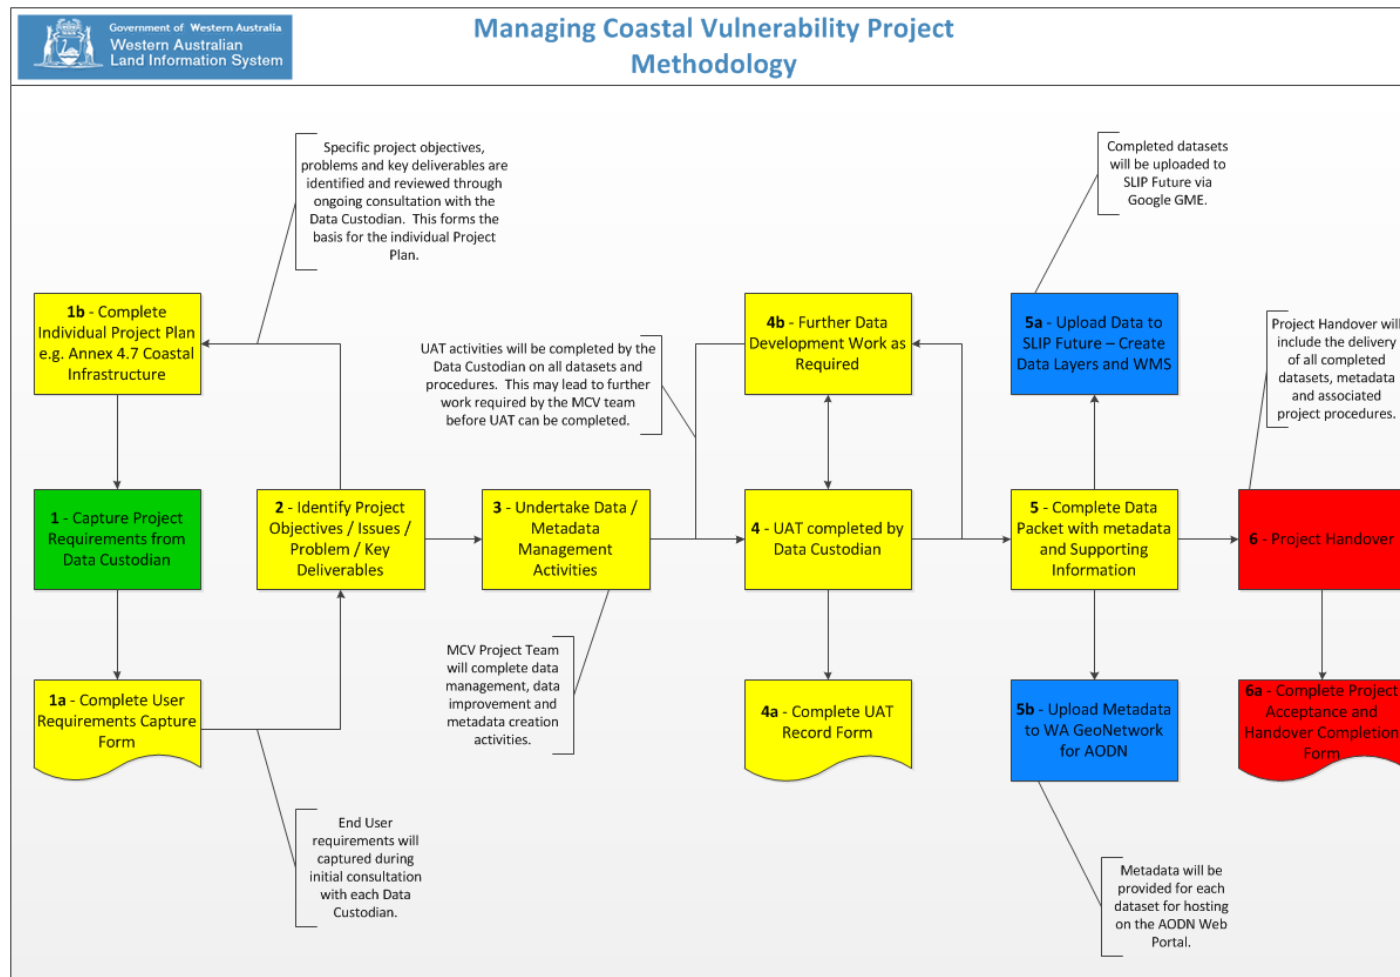 Government of Western Australia
Western Australian
Land Information System
Managing Coastal Vulnerability Project
Methodology
Specific project objectives,
problems and key deliverables are
identified and reviewed through
ongoing consultation with the
Data Custodian. This forms the
basis for the individual Project
Plan.
Completed datasets
will be uploaded to
SLIP Future via
Google GME.
1b - Complete
Individual Project Plan
e.g. Annex 4.7 Coastal
Infrastructure
UAT activities will be completed by the
Data Custodian on all datasets and
procedures. This may lead to further
work required by the MCV team
before UAT can be completed.
4b - Further Data
Development Work as
Required
5a - Upload Data to
SLIP Future – Create
Data Layers and WMS
Project Handover will
include the delivery
of all completed
datasets, metadata
and associated
project procedures.
1 - Capture Project
Requirements from
Data Custodian
2 - Identify Project
Objectives / Issues /
Problem / Key
Deliverables
3 - Undertake Data /
Metadata
Management
Activities
4 - UAT completed by
Data Custodian
5 - Complete Data
Packet with metadata
and Supporting
Information
6 - Project Handover
MCV Project Team
will complete data
management, data
improvement and
metadata creation
activities.
1a - Complete User
Requirements Capture
Form
4a - Complete UAT
Record Form
5b - Upload Metadata
to WA GeoNetwork
for AODN
6a - Complete Project
Acceptance and
Handover Completion
Form
End User
requirements will
captured during
initial consultation
with each Data
Custodian.
Metadata will be
provided for each
dataset for hosting
on the AODN Web
Portal.